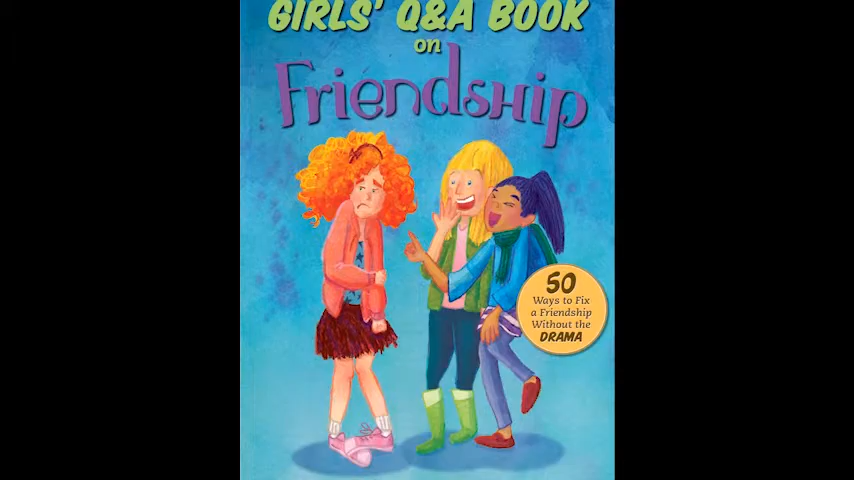 GIRLS' Q&A BOOK
on
Friendship
50
Ways to Fix
a Friendship
Without the
DRAMA